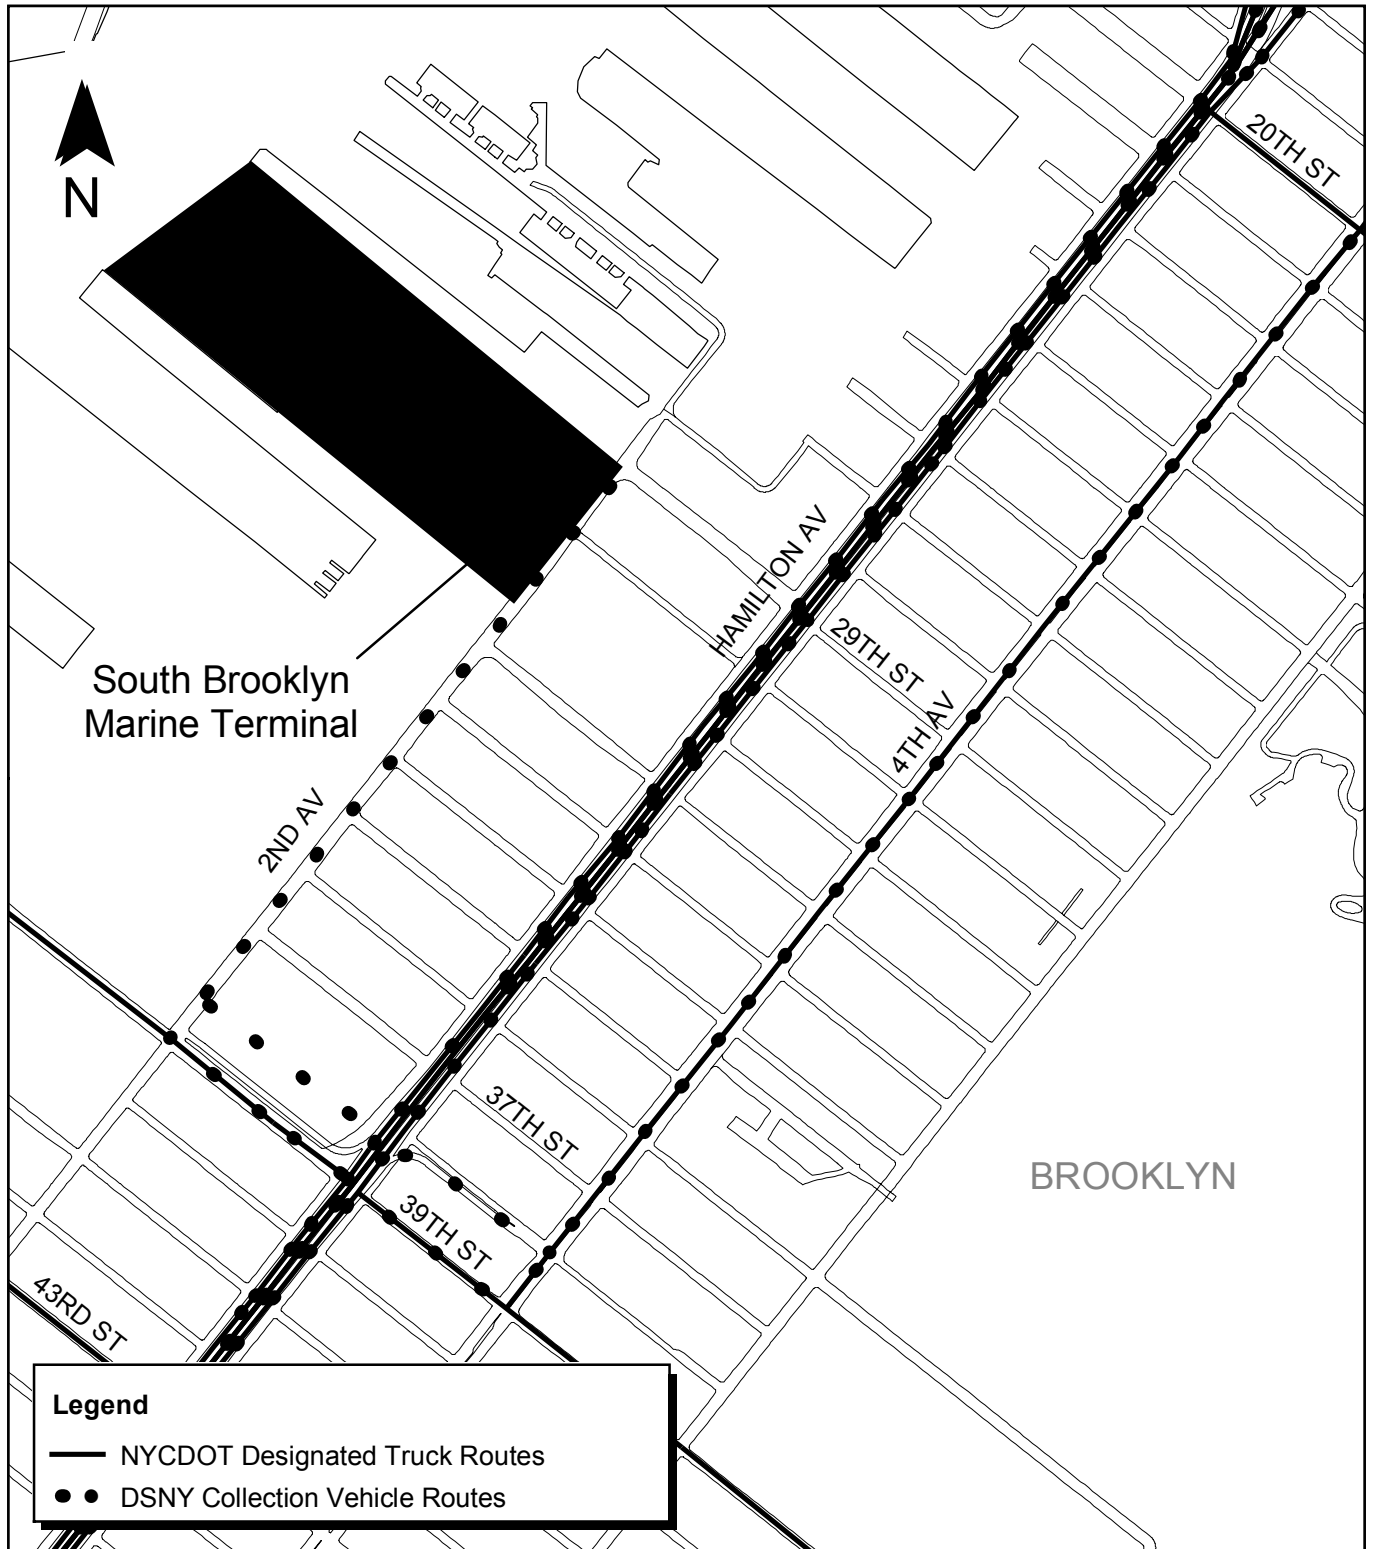 20TH ST
N
HAMILTON AV
29TH ST
South Brooklyn
Marine Terminal
4TH AV
2ND AV
37TH ST
BROOKLYN
39TH ST
43RD ST
Legend
NYCDOT Designated Truck Routes
DSNY Collection Vehicle Routes